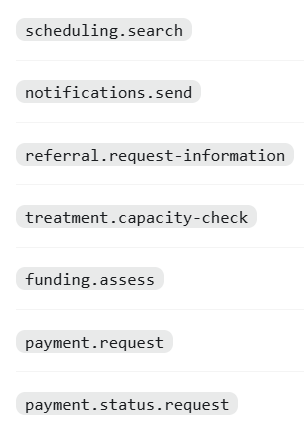 scheduling.search
notifications.send
referral.request-information
treatment.capacity-check
funding.assess
payment.request
payment.status.request